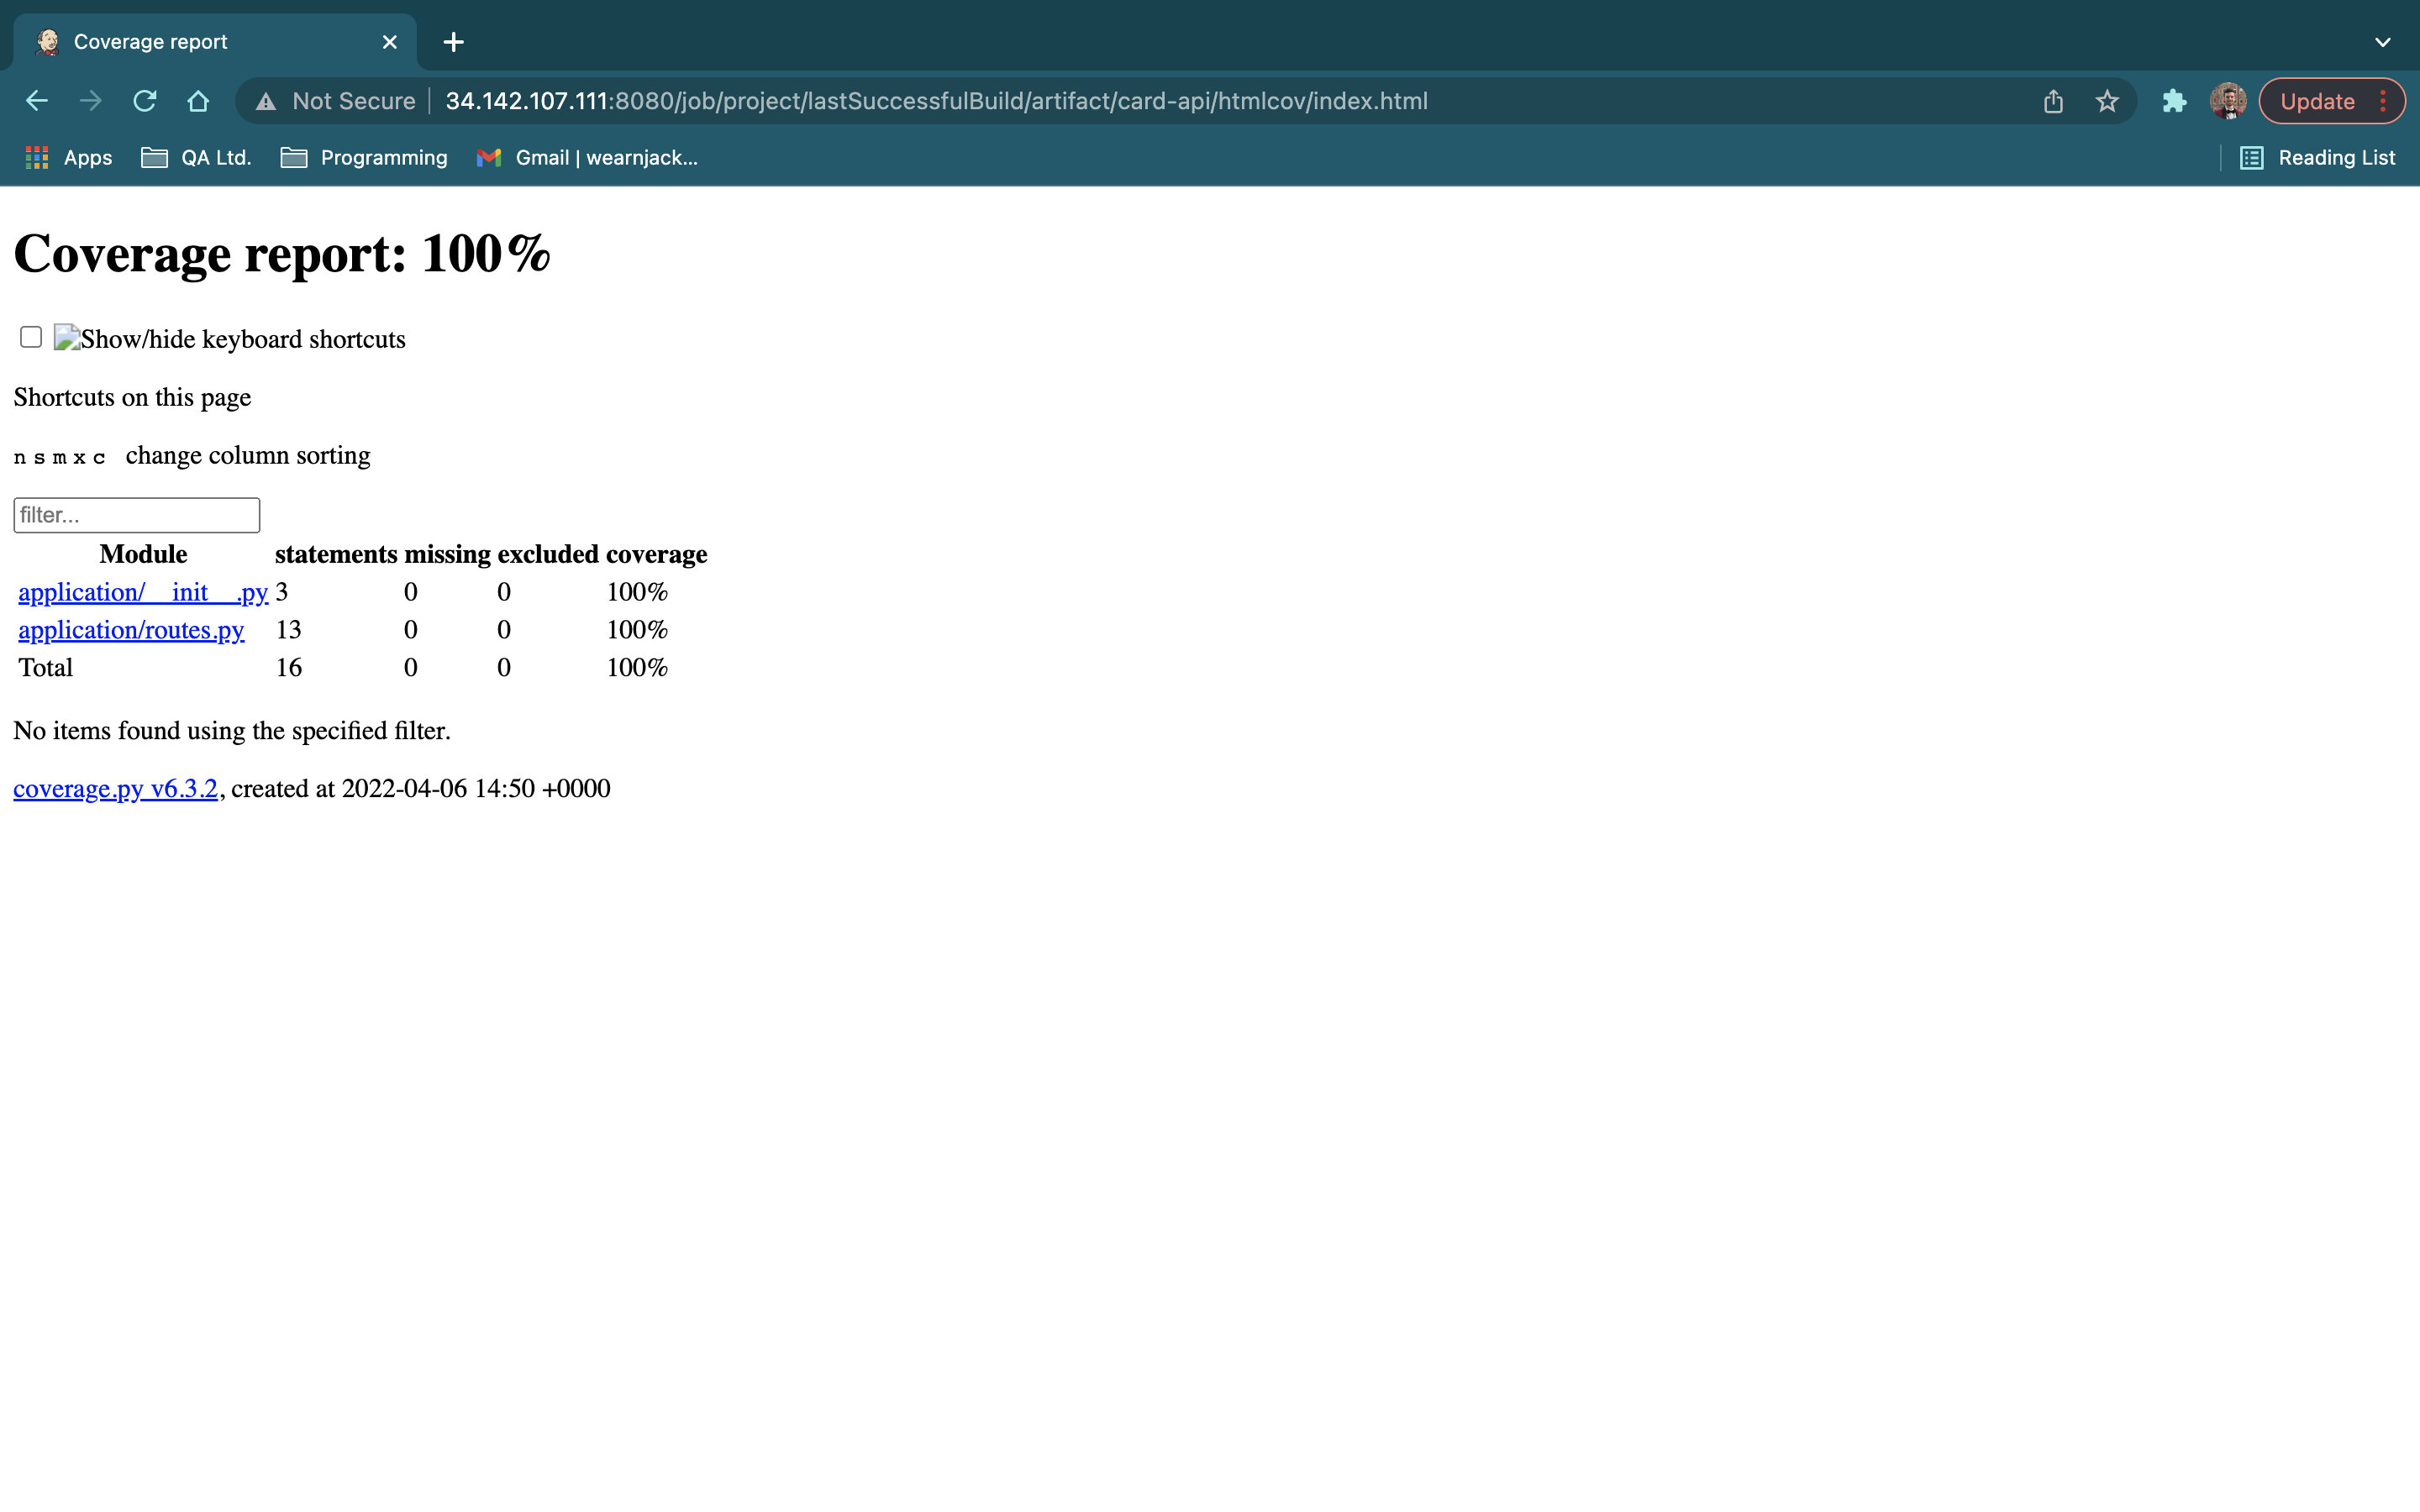 Coverage report
Not Secure 34.142.107.111:8080/job/project/lastSuccessfulBuild/artifact/card-api/htmlcov/index.html Update
Apps QA Ltd. Programming Gmail | wearnjack... Reading List
Coverage report: 100%
Show/hide keyboard shortcuts
Shortcuts on this page
n s m x c change column sorting
filter...
Module statements missing excluded coverage
application/__init__.py 3 0 0 100%
application/routes.py 13 0 0 100%
Total 16 0 0 100%
No items found using the specified filter.
coverage.py v6.3.2, created at 2022-04-06 14:50 +0000